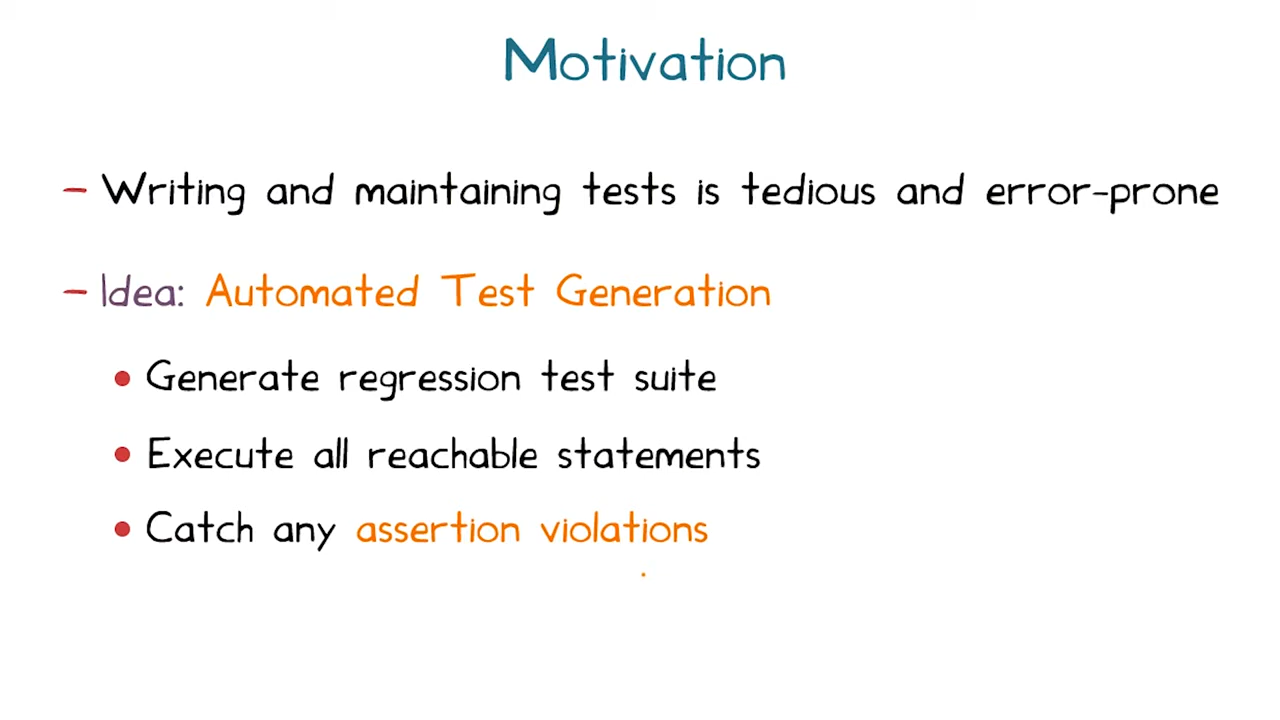 Motivation
- Writing and maintaining tests is tedious and error-prone
- Idea: Automated Test Generation
• Generate regression test suite
• Execute all reachable statements
• Catch any assertion violations